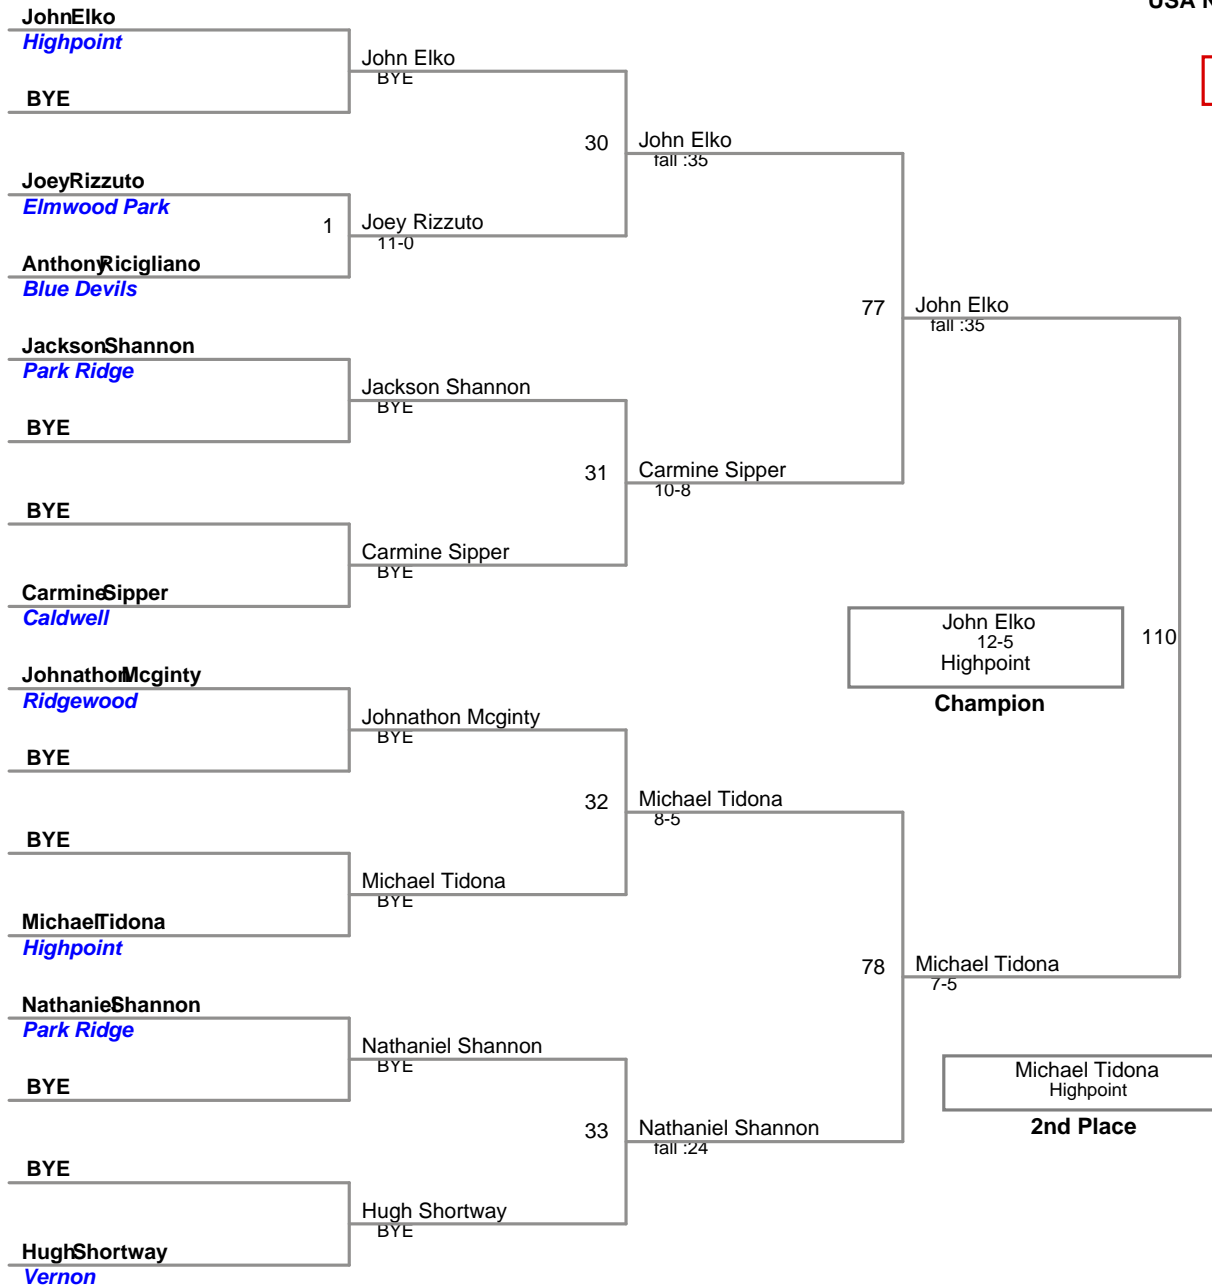 USA N
JohnElko
Highpoint
John Elko
BYE
BYE
30
John Elko
fall :35
JoeyRizzuto
Elmwood Park
1
Joey Rizzuto
11-0
AnthonyRicigliano
Blue Devils
77
John Elko
fall :35
JacksonShannon
Park Ridge
Jackson Shannon
BYE
BYE
31
Carmine Sipper
10-8
BYE
Carmine Sipper
BYE
CarmineSipper
Caldwell
John Elko
12-5
Highpoint
Champion
110
JohnathonMcginty
Ridgewood
Johnathon Mcginty
BYE
BYE
32
Michael Tidona
8-5
BYE
Michael Tidona
BYE
MichaelTidona
Highpoint
78
Michael Tidona
7-5
NathanielShannon
Park Ridge
Nathaniel Shannon
BYE
BYE
Michael Tidona
Highpoint
2nd Place
33
Nathaniel Shannon
fall :24
BYE
Hugh Shortway
BYE
HughShortway
Vernon